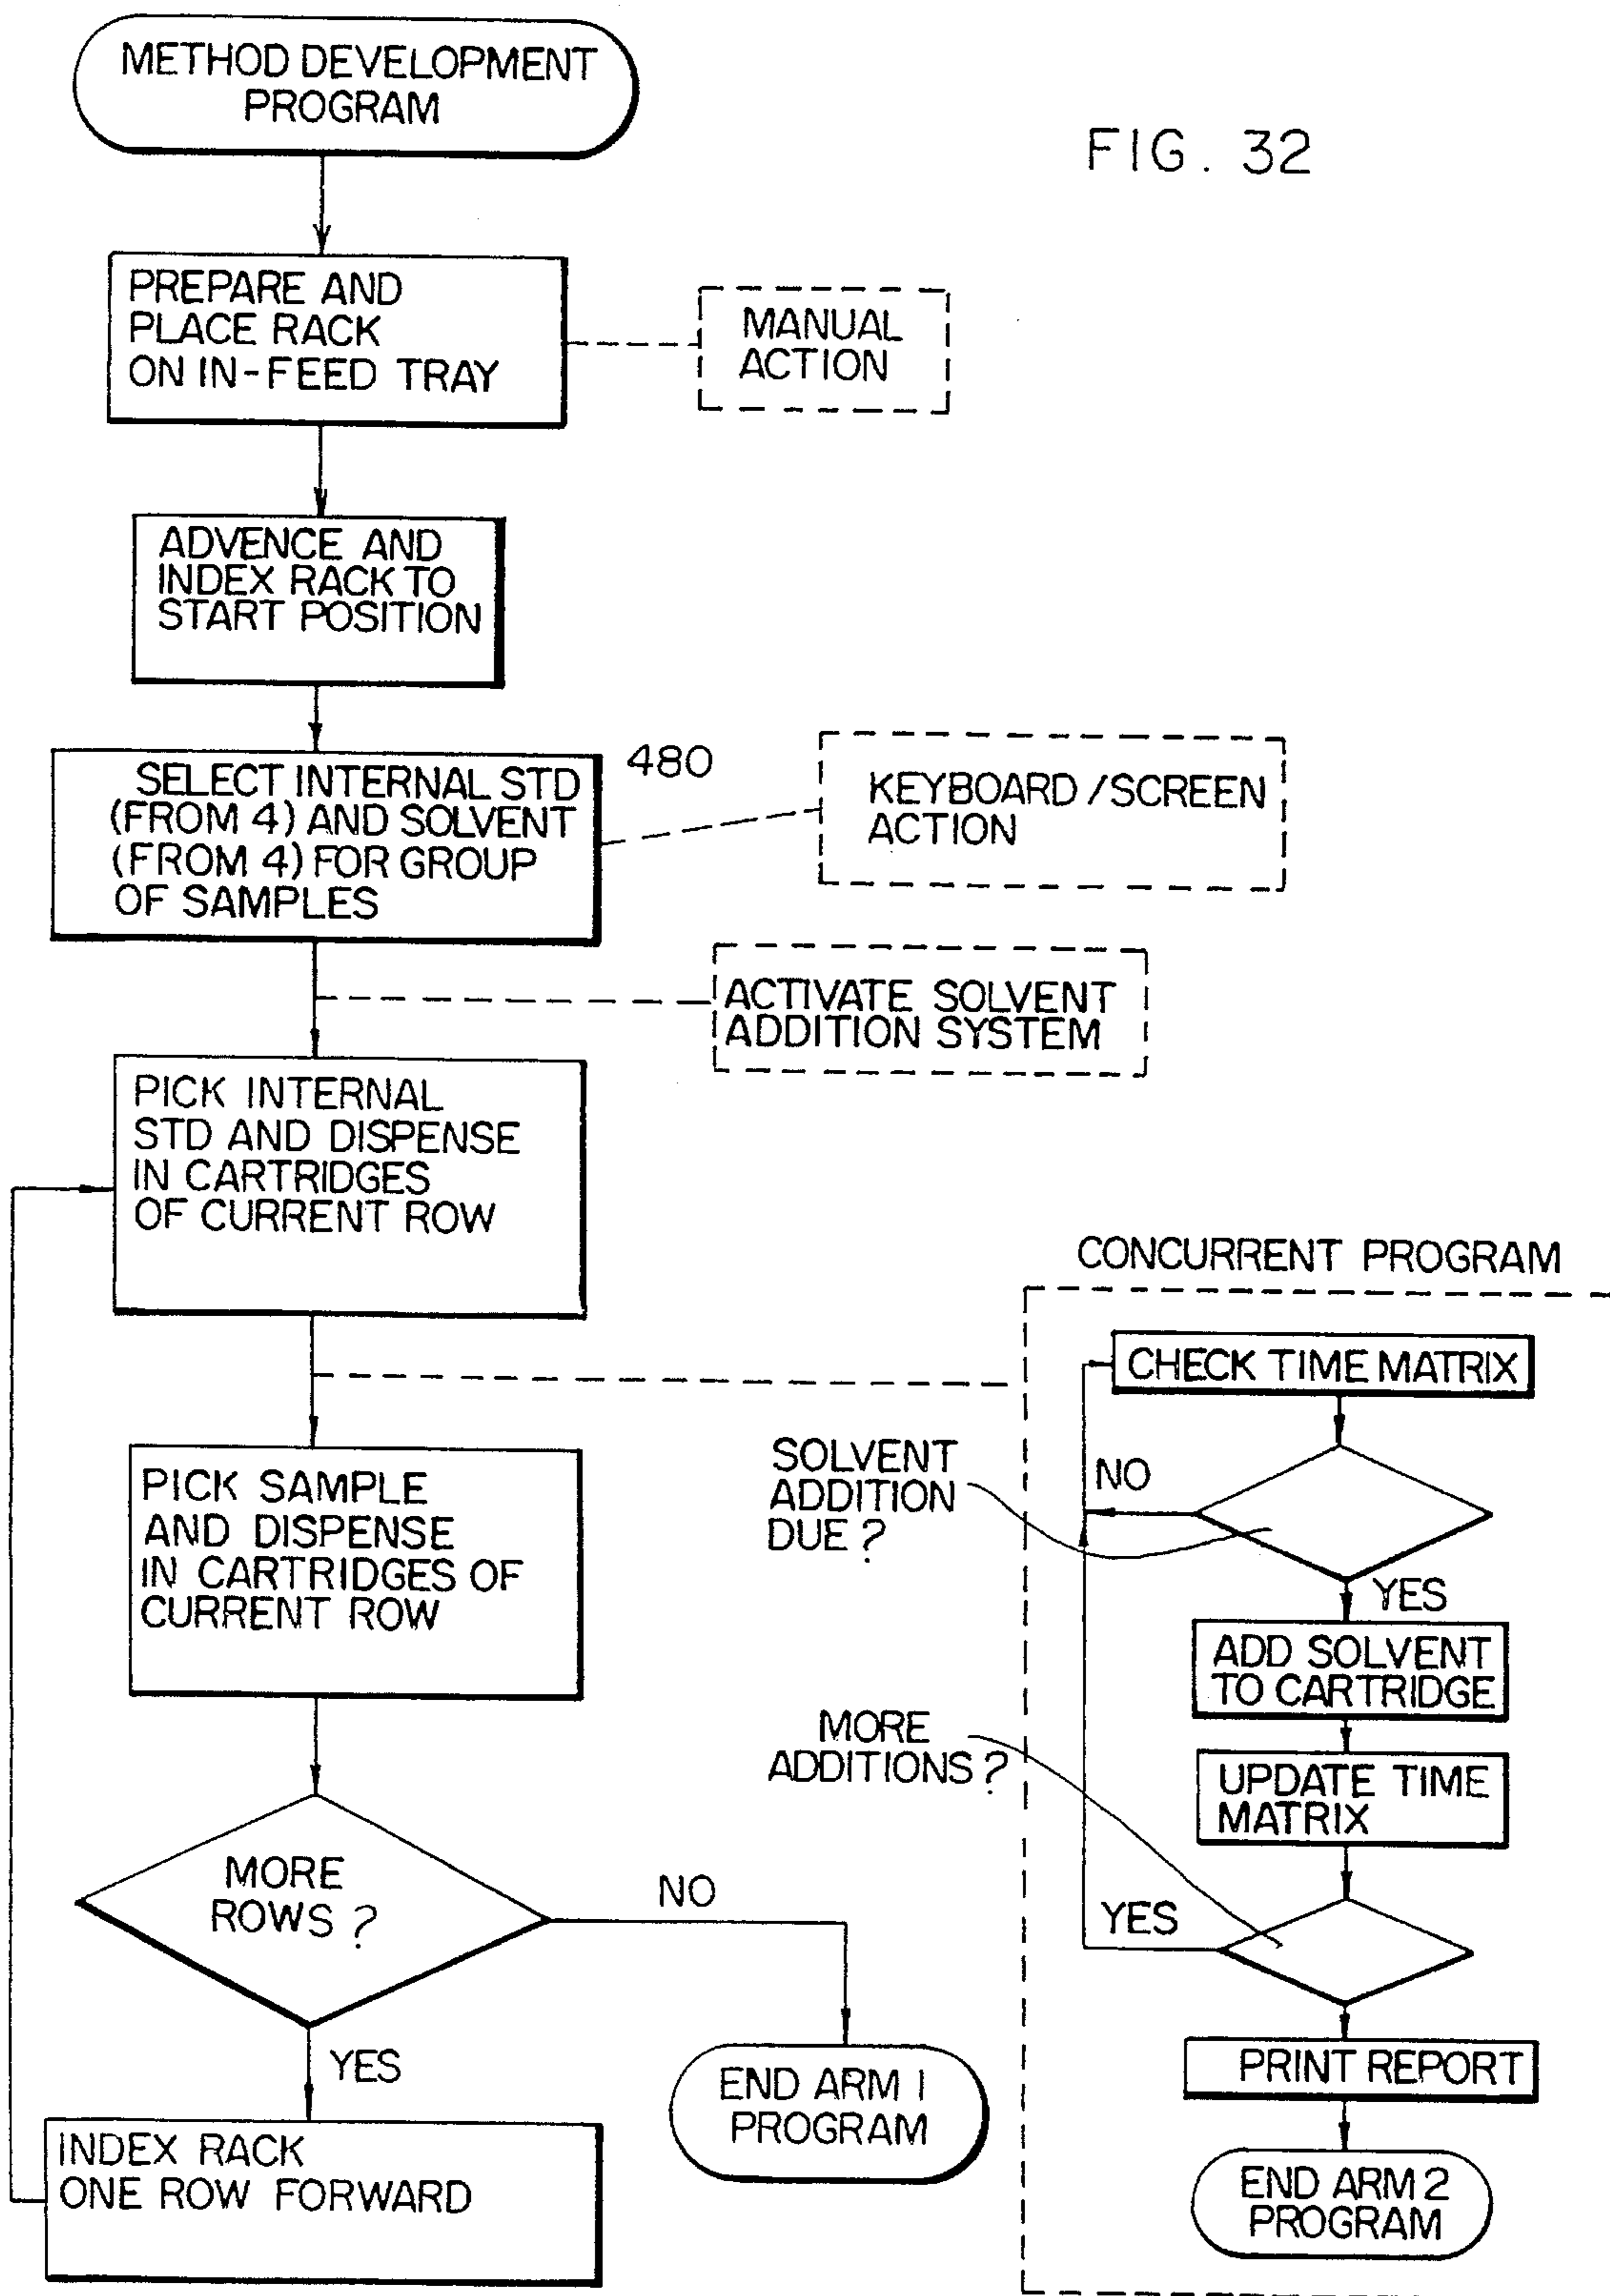 METHOD DEVELOPMENT
PROGRAM
FIG. 32
PREPARE AND
PLACE RACK
ON IN-FEED TRAY
MANUAL
ACTION
ADVENCE AND
INDEX RACK TO
START POSITION
SELECT INTERNAL STD
(FROM 4) AND SOLVENT
(FROM 4) FOR GROUP
OF SAMPLES
480
KEYBOARD/SCREEN
ACTION
ACTIVATE SOLVENT
ADDITION SYSTEM
PICK INTERNAL
STD AND DISPENSE
IN CARTRIDGES
OF CURRENT ROW
PICK SAMPLE
AND DISPENSE
IN CARTRIDGES OF
CURRENT ROW
MORE
ROWS?
NO
YES
END ARM 1
PROGRAM
INDEX RACK
ONE ROW FORWARD
CONCURRENT PROGRAM
CHECK TIME MATRIX
SOLVENT
ADDITION
DUE?
NO
YES
ADD SOLVENT
TO CARTRIDGE
UPDATE TIME
MATRIX
MORE
ADDITIONS?
YES
PRINT REPORT
END ARM 2
PROGRAM